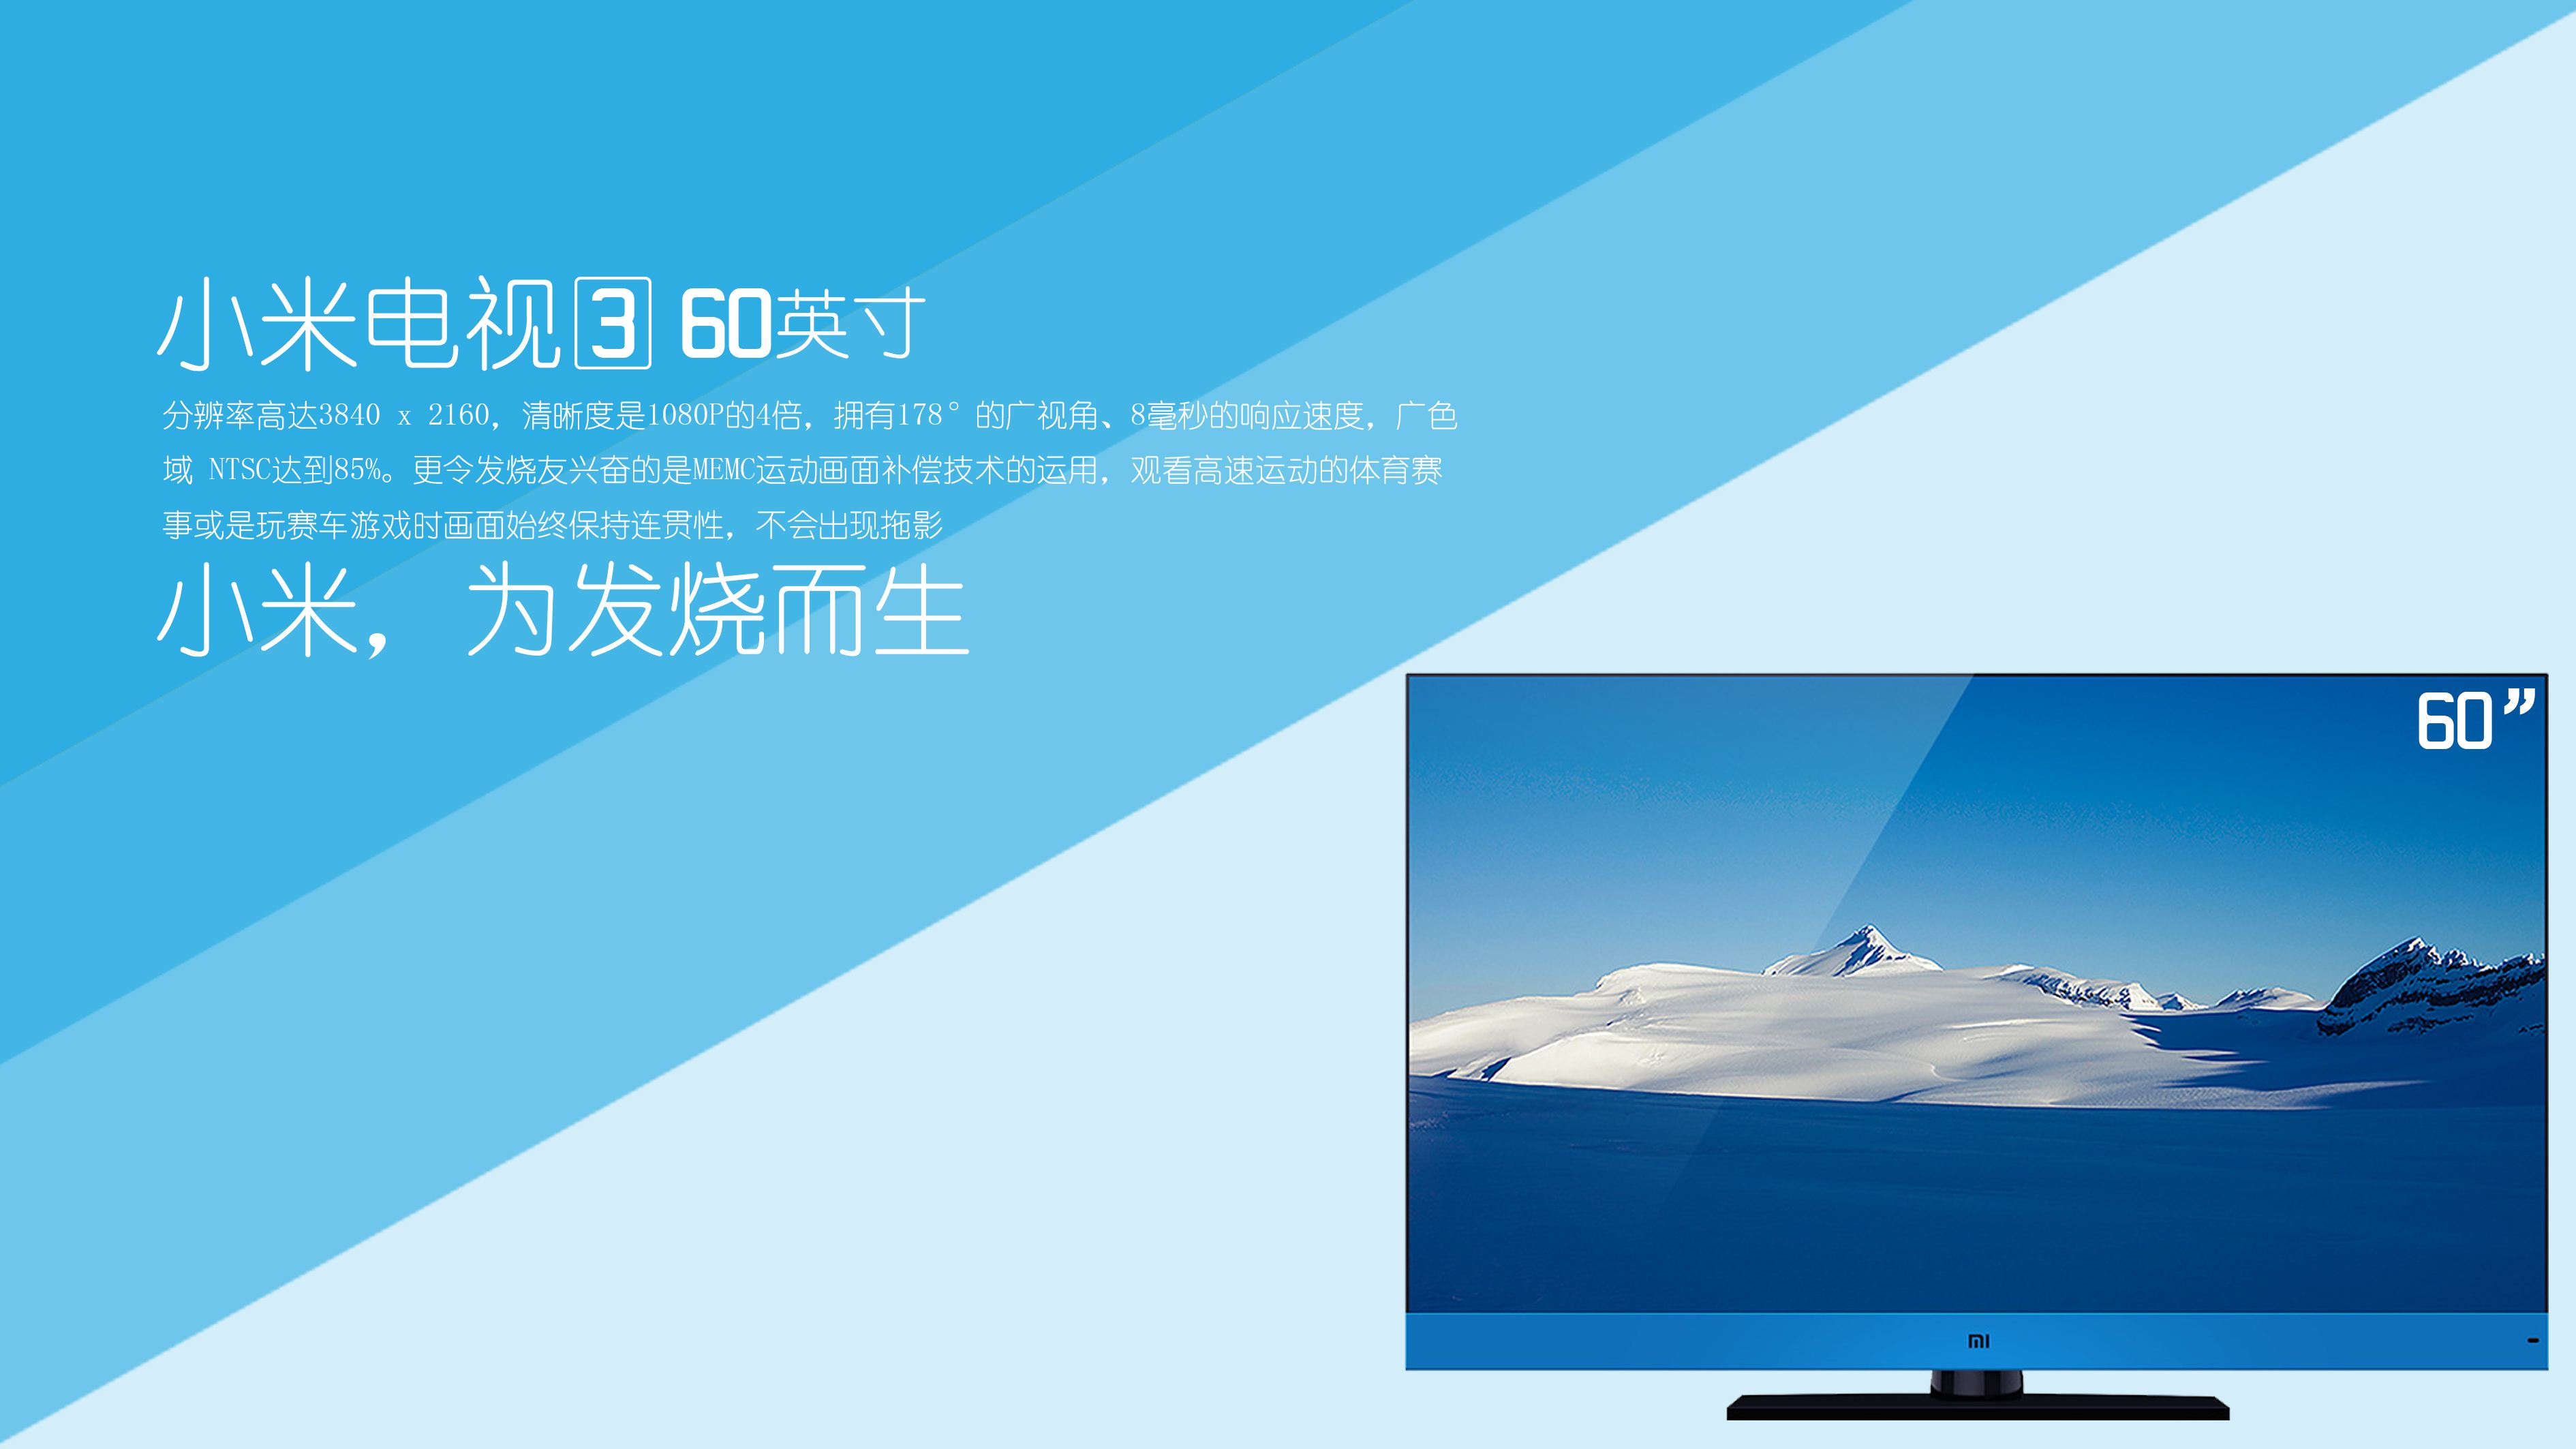 小米电视3 60英寸
分辨率高达3840 x 2160，清晰度是1080P的4倍，拥有178°的广视角、8毫秒的响应速度，广色
域 NTSC达到85%。更令发烧友兴奋的是MEMC运动画面补偿技术的运用，观看高速运动的体育赛
事或是玩赛车游戏时画面始终保持连贯性，不会出现拖影
小米，为发烧而生
60”
mi